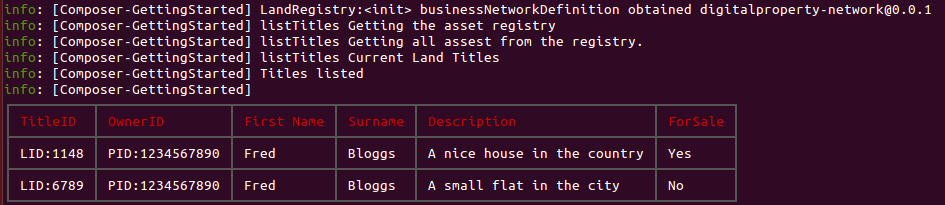 info: [Composer-GettingStarted] LandRegistry:<init> businessNetworkDefinition obtained digitalproperty-network@0.0.1
info: [Composer-GettingStarted] listTitles Getting the asset registry
info: [Composer-GettingStarted] listTitles Getting all assest from the registry.
info: [Composer-GettingStarted] listTitles Current Land Titles
info: [Composer-GettingStarted] Titles listed
info: [Composer-GettingStarted]
TitleID OwnerID First Name Surname Description ForSale
LID:1148 PID:1234567890 Fred Bloggs A nice house in the country Yes
LID:6789 PID:1234567890 Fred Bloggs A small flat in the city No